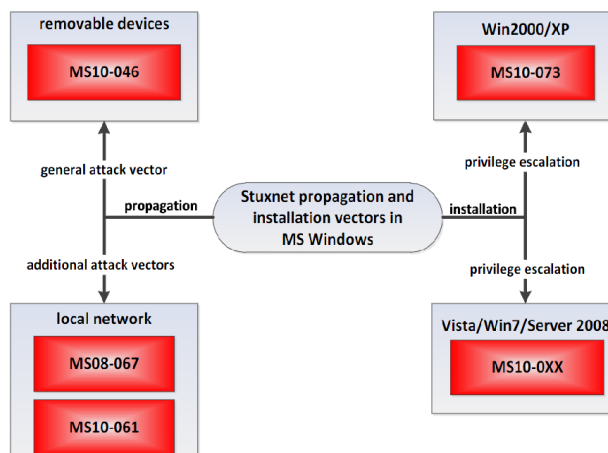 removable devices
MS10-046
Win2000/XP
MS10-073
general attack vector
privilege escalation
propagation
Stuxnet propagation and
installation vectors in
MS Windows
installation
additional attack vectors
privilege escalation
local network
MS08-067
MS10-061
Vista/Win7/Server 2008
MS10-0XX